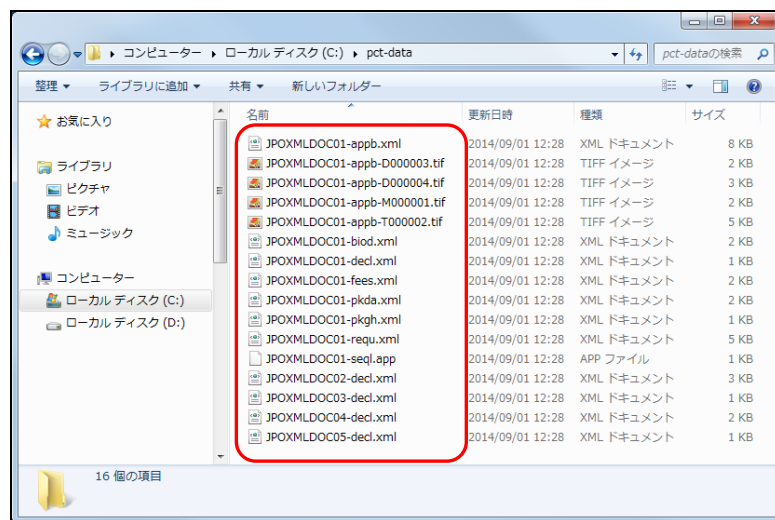 コンピューター ローカル ディスク (C:) pct-data
pct-dataの検索
整理 ライブラリに追加 共有 新しいフォルダー
お気に入り
ライブラリ
ピクチャ
ビデオ
ミュージック
コンピューター
ローカル ディスク (C:)
ローカル ディスク (D:)
名前 更新日時 種類 サイズ
JPOXMLDOC01-appb.xml 2014/09/01 12:28 XML ドキュメント 8 KB
JPOXMLDOC01-appb-D000003.tif 2014/09/01 12:28 TIFF イメージ 2 KB
JPOXMLDOC01-appb-D000004.tif 2014/09/01 12:28 TIFF イメージ 3 KB
JPOXMLDOC01-appb-M000001.tif 2014/09/01 12:28 TIFF イメージ 2 KB
JPOXMLDOC01-appb-T000002.tif 2014/09/01 12:28 TIFF イメージ 5 KB
JPOXMLDOC01-biod.xml 2014/09/01 12:28 XML ドキュメント 2 KB
JPOXMLDOC01-decl.xml 2014/09/01 12:28 XML ドキュメント 1 KB
JPOXMLDOC01-fees.xml 2014/09/01 12:28 XML ドキュメント 2 KB
JPOXMLDOC01-pkda.xml 2014/09/01 12:28 XML ドキュメント 2 KB
JPOXMLDOC01-pkgh.xml 2014/09/01 12:28 XML ドキュメント 1 KB
JPOXMLDOC01-requ.xml 2014/09/01 12:28 XML ドキュメント 5 KB
JPOXMLDOC01-seql.app 2014/09/01 12:28 APP ファイル 1 KB
JPOXMLDOC02-decl.xml 2014/09/01 12:28 XML ドキュメント 3 KB
JPOXMLDOC03-decl.xml 2014/09/01 12:28 XML ドキュメント 1 KB
JPOXMLDOC04-decl.xml 2014/09/01 12:28 XML ドキュメント 2 KB
JPOXMLDOC05-decl.xml 2014/09/01 12:28 XML ドキュメント 1 KB
16 個の項目